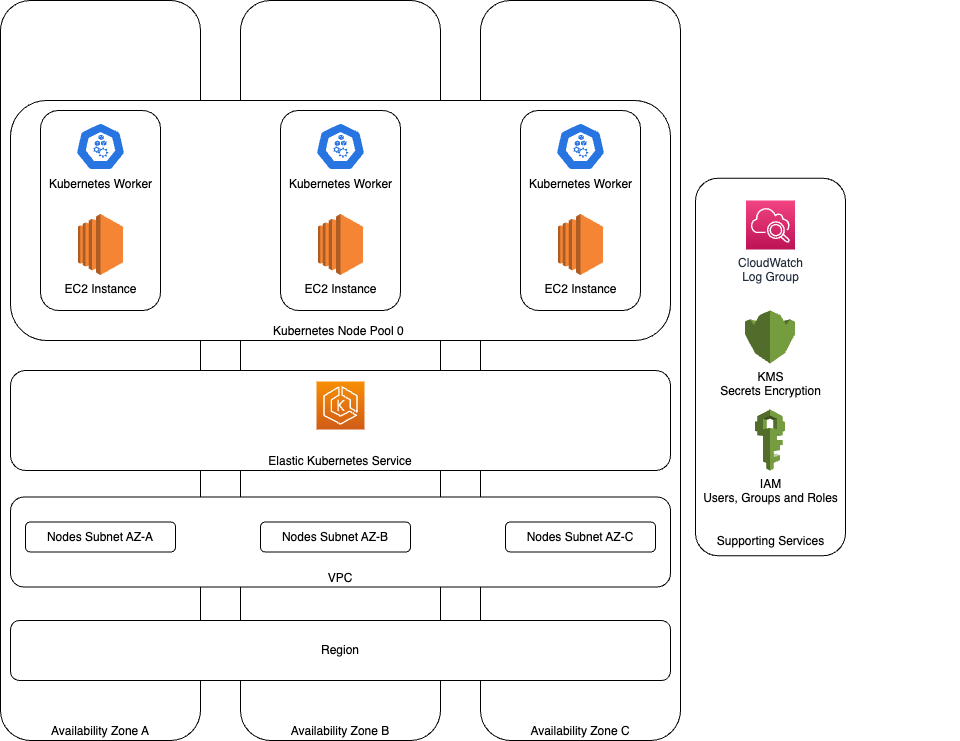 Kubernetes Worker
Kubernetes Worker
Kubernetes Worker
EC2 Instance
EC2 Instance
EC2 Instance
Kubernetes Node Pool 0
K
Elastic Kubernetes Service
Nodes Subnet AZ-A
Nodes Subnet AZ-B
Nodes Subnet AZ-C
VPC
Region
Availability Zone A
Availability Zone B
Availability Zone C
CloudWatch
Log Group
KMS
Secrets Encryption
IAM
Users, Groups and Roles
Supporting Services